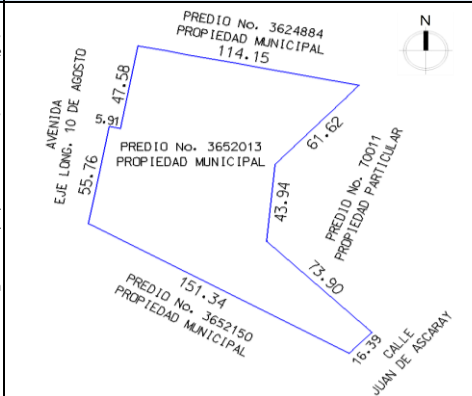 PREDIO No. 3624884
PROPIEDAD MUNICIPAL
114.15
N
47.58
AVENIDA
EJE LONG. 10 DE AGOSTO
5.91
61.62
PREDIO No. 3652013
PROPIEDAD MUNICIPAL
55.76
43.94
PREDIO No. 70011
PROPIEDAD PARTICULAR
73.90
151.34
PREDIO No. 3652150
PROPIEDAD MUNICIPAL
16.39
CALLE
JUAN DE ASCARAY